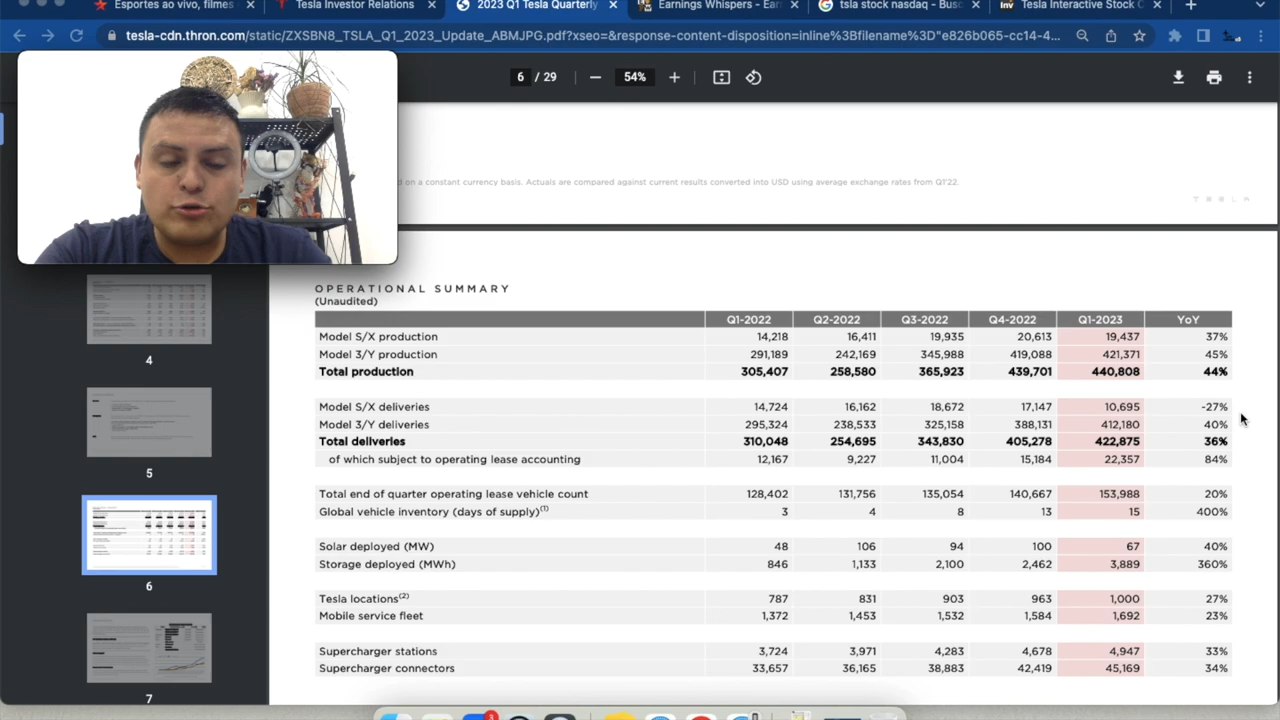 Esportes ao vivo, filmes
Tesla Investor Relations
2023 Q1 Tesla Quarterly
Earnings Whispers - Earn
tsla stock nasdaq - Busc
Tesla Interactive Stock C
tesla-cdn.thron.com/static/ZXSBN8_TSLA_Q1_2023_Update_ABMJPG.pdf?xseo=&response-content-disposition=inline%3Bfilename%3D"e826b065-cc14-4...
6 / 29
54%
on a constant currency basis. Actuals are compared against current results converted into USD using average exchange rates from Q1'22.
TESLA
4
5
6
7
OPERATIONAL SUMMARY
(Unaudited)
Q1-2022 Q2-2022 Q3-2022 Q4-2022 Q1-2023 YoY
Model S/X production 14,218 16,411 19,935 20,613 19,437 37%
Model 3/Y production 291,189 242,169 345,988 419,088 421,371 45%
Total production 305,407 258,580 365,923 439,701 440,808 44%
Model S/X deliveries 14,724 16,162 18,672 17,147 10,695 -27%
Model 3/Y deliveries 295,324 238,533 325,158 388,131 412,180 40%
Total deliveries 310,048 254,695 343,830 405,278 422,875 36%
of which subject to operating lease accounting 12,167 9,227 11,004 15,184 22,357 84%
Total end of quarter operating lease vehicle count 128,402 131,756 135,054 140,667 153,988 20%
Global vehicle inventory (days of supply)(1) 3 4 8 13 15 400%
Solar deployed (MW) 48 106 94 100 67 40%
Storage deployed (MWh) 846 1,133 2,100 2,462 3,889 360%
Tesla locations(2) 787 831 903 963 1,000 27%
Mobile service fleet 1,372 1,453 1,532 1,584 1,692 23%
Supercharger stations 3,724 3,971 4,283 4,678 4,947 33%
Supercharger connectors 33,657 36,165 38,883 42,419 45,169 34%
3